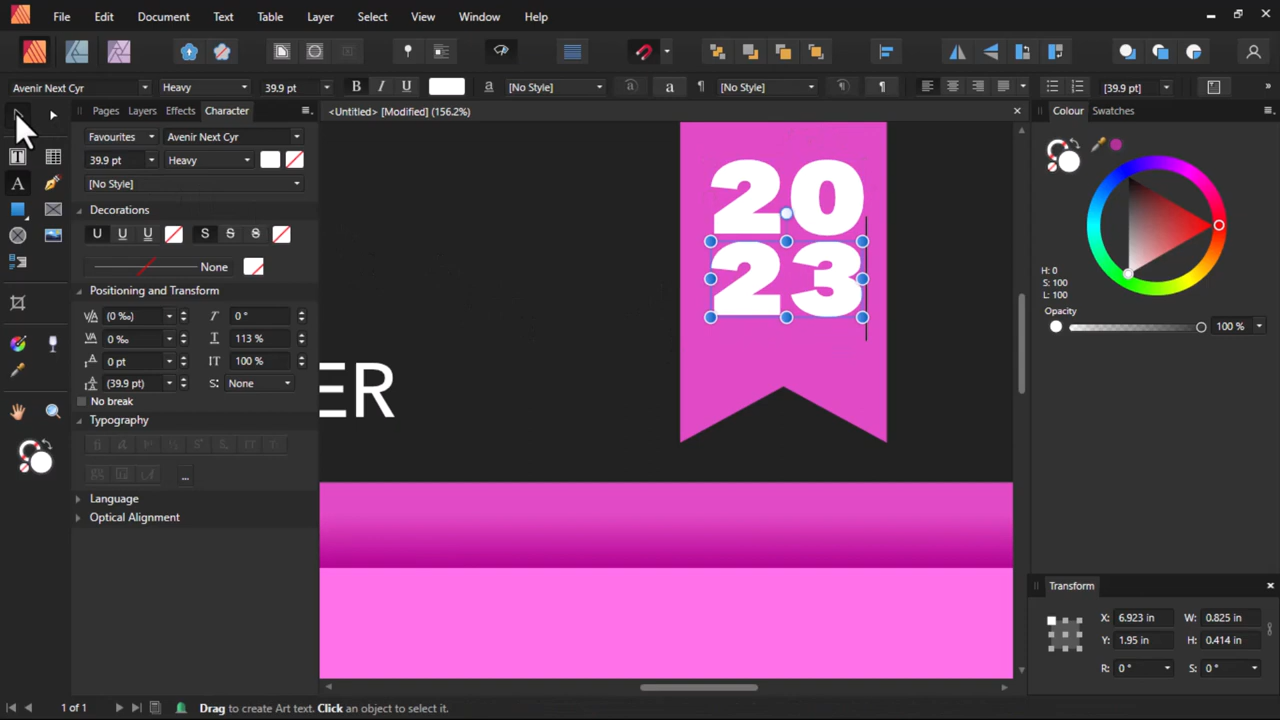 File Edit Document Text Table Layer Select View Window Help
Avenir Next Cyr Heavy 39.9 pt B I U a [No Style] a a ¶ [No Style] ¶ ¶ [39.9 pt] »
Pages Layers Effects Character
<Untitled> [Modified] (156.2%)
Colour Swatches
Favourites Avenir Next Cyr
39.9 pt Heavy
[No Style]
Decorations
U U U S S S
None
Positioning and Transform
(0 ‰) 0 °
0 ‰ 113 %
0 pt 100 %
(39.9 pt) None
No break
Typography
...
Language
Optical Alignment
T
A
20
23
ER
H: 0
S: 100
L: 100
Opacity
100 %
Transform
X: 6.923 in W: 0.825 in
Y: 1.95 in H: 0.414 in
R: 0 ° S: 0 °
1 of 1 Drag to create Art text. Click an object to select it.